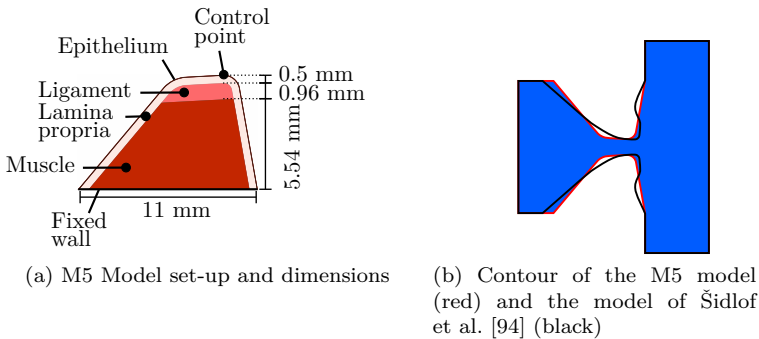 Control
point
Epithelium
0.5 mm
Ligament
0.96 mm
Lamina
propria
5.54 mm
Muscle
11 mm
Fixed
wall
(a) M5 Model set-up and dimensions
(b) Contour of the M5 model
(red) and the model of Šidlof
et al. [94] (black)